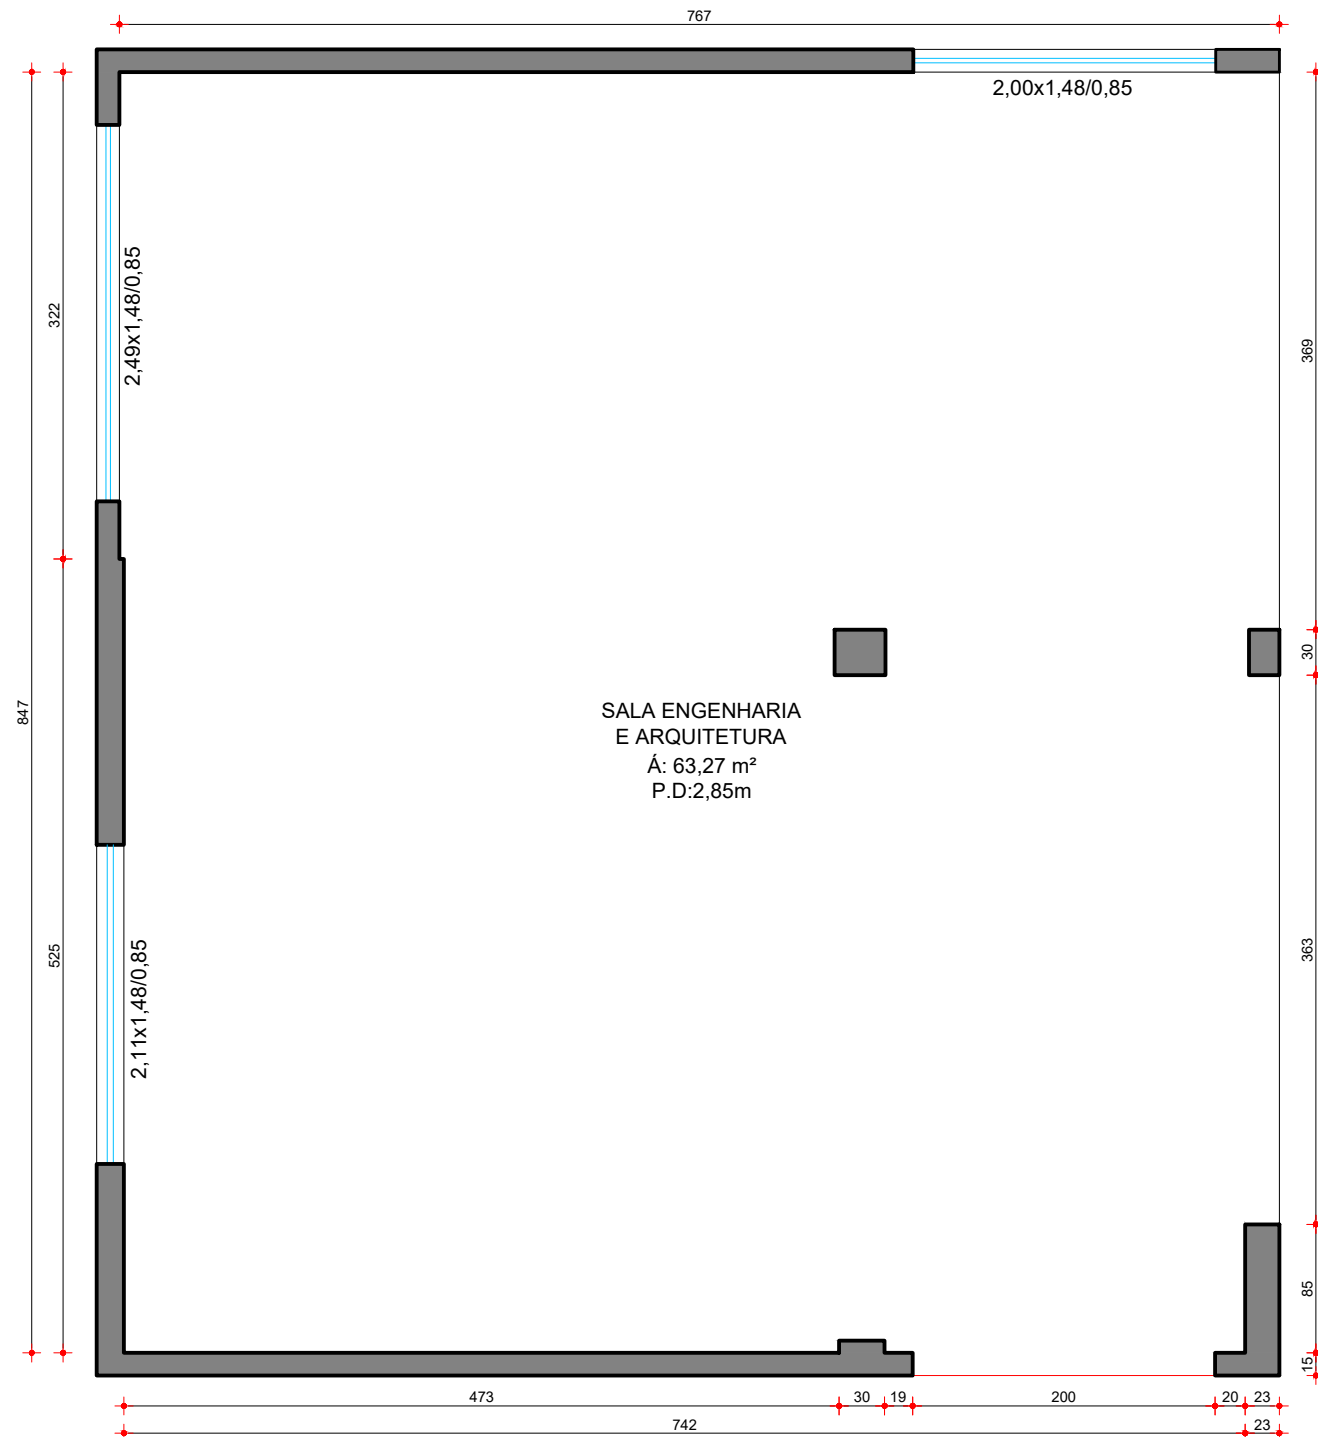 767
2,00x1,48/0,85
2,49x1,48/0,85
322
369
30
847
SALA ENGENHARIA
E ARQUITETURA
Á: 63,27 m²
P.D:2,85m
525
2,11x1,48/0,85
363
85
15
473
30
19
200
20
23
742
23